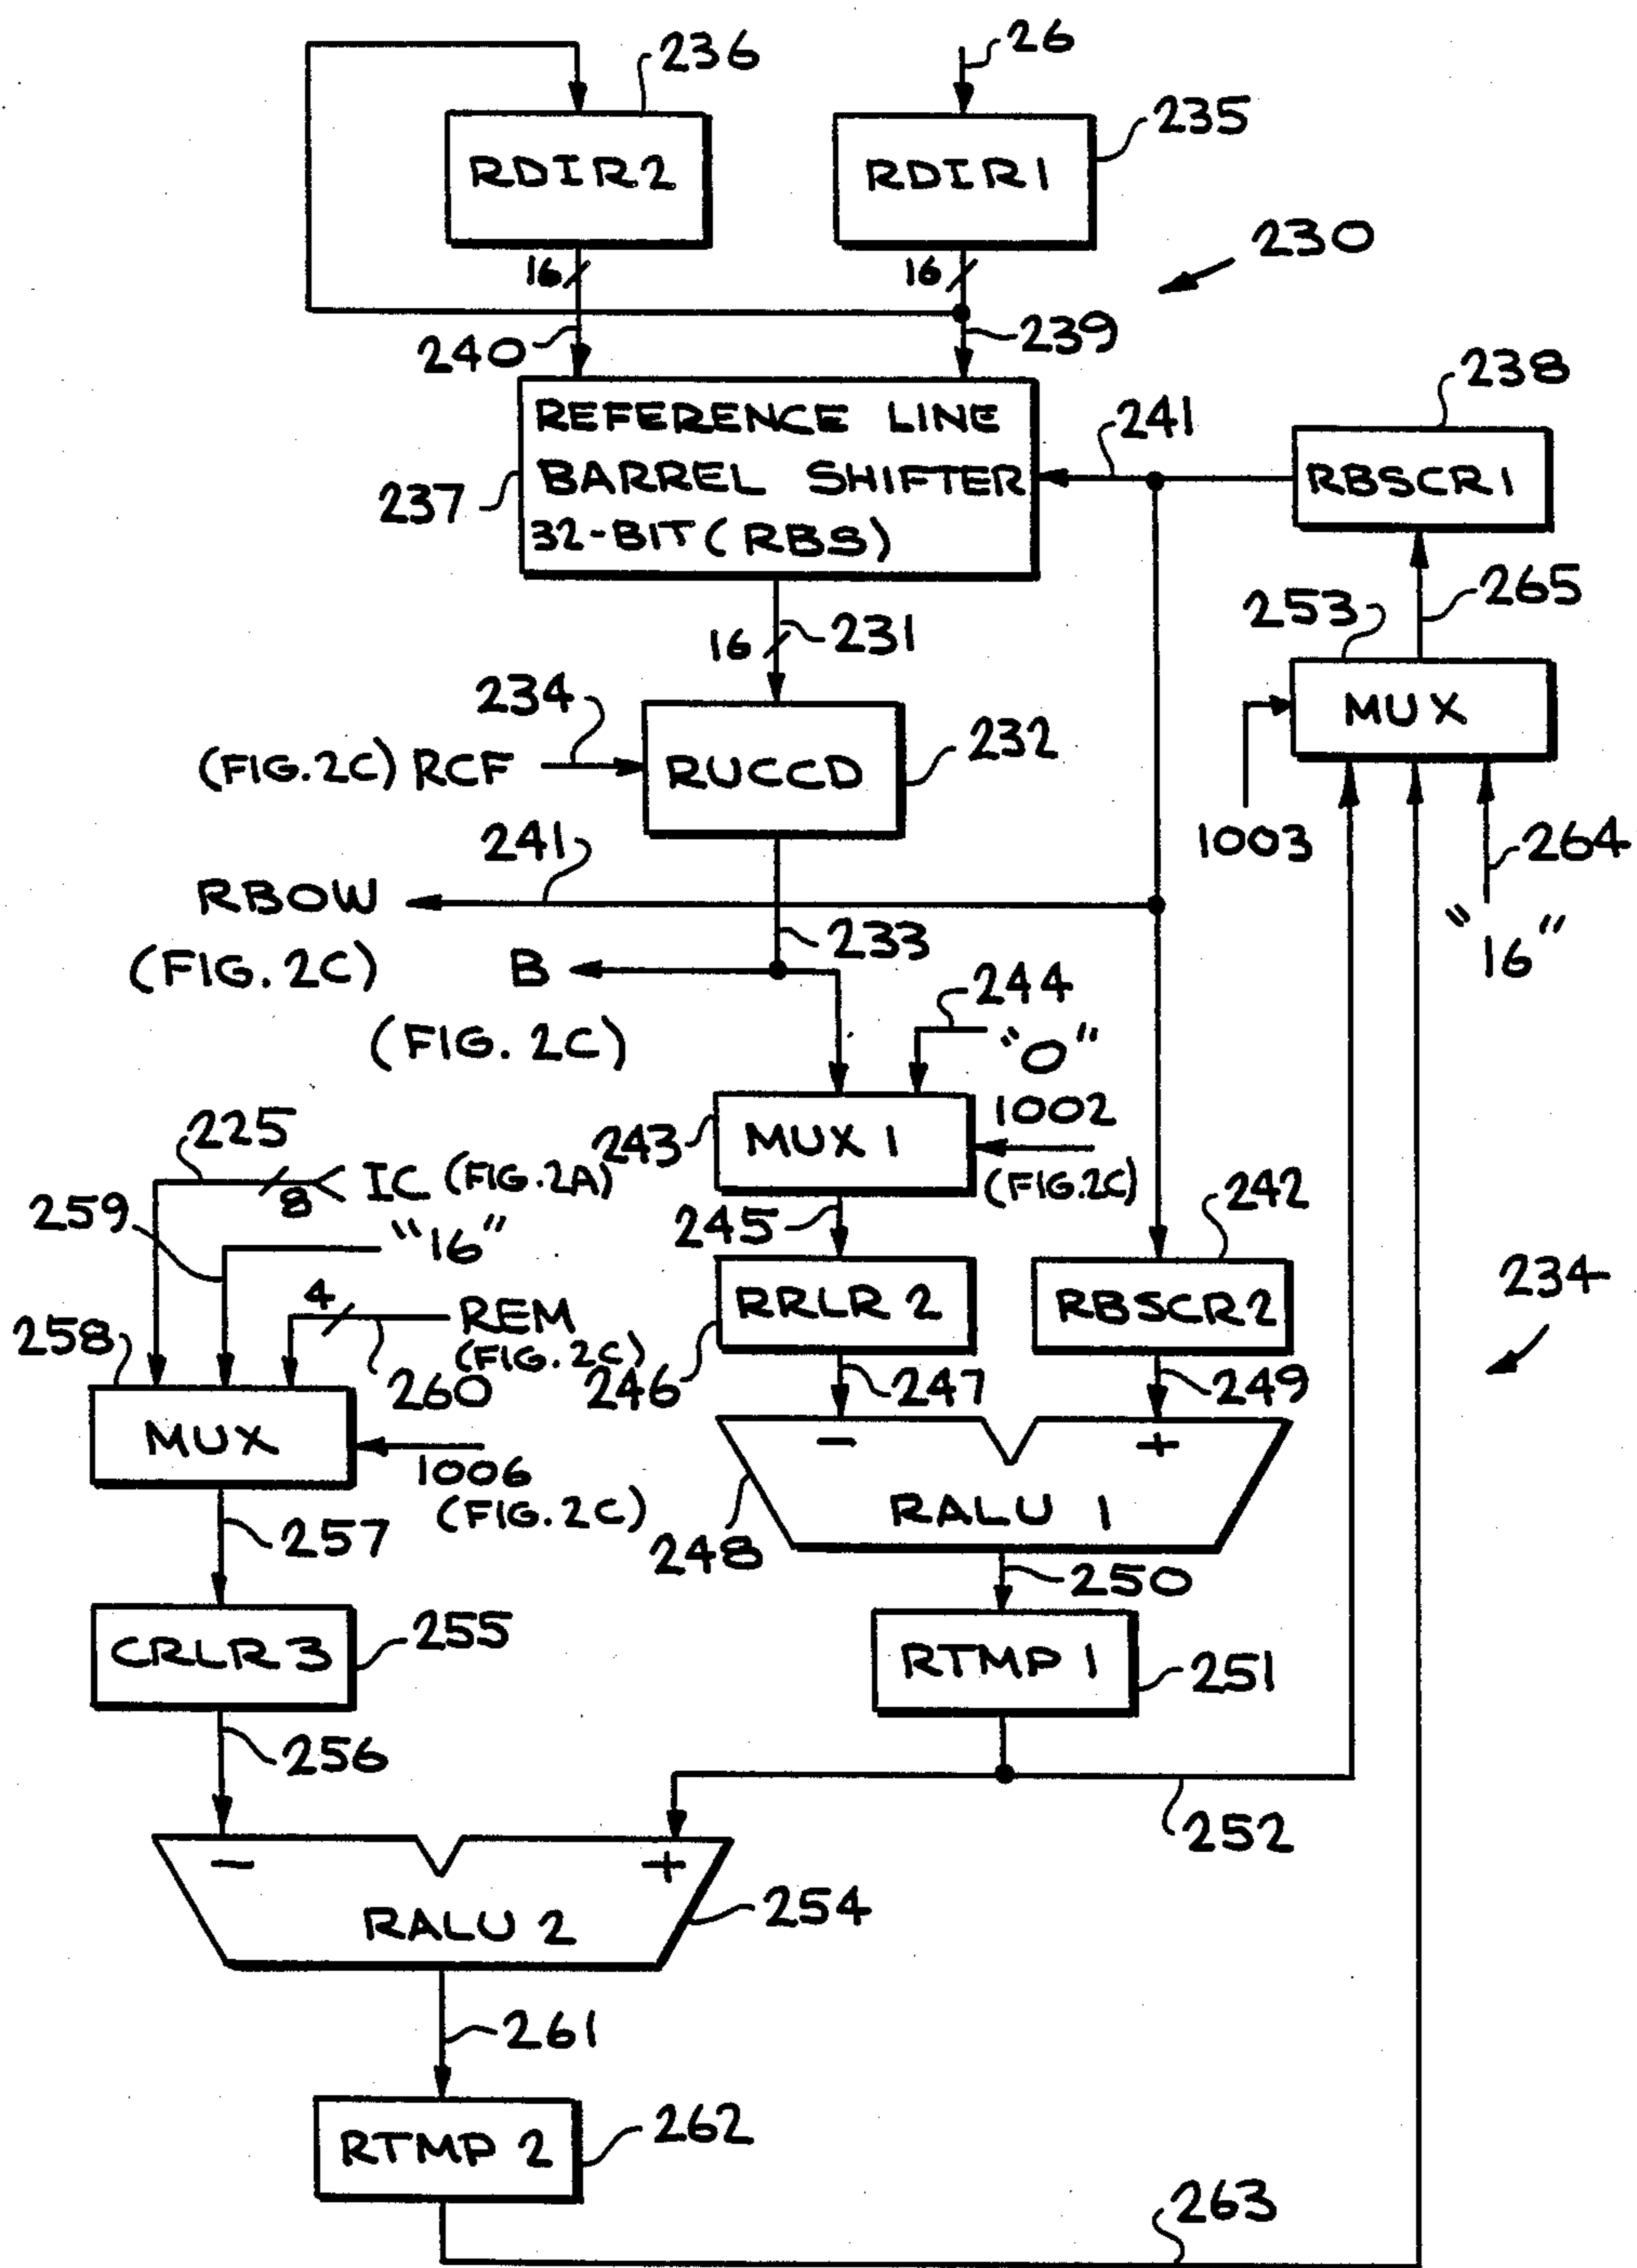 26
236
235
RDIR2
RDIR1
230
16
16
240
239
238
REFERENCE LINE
BARREL SHIFTER
32-BIT (RBS)
241
237
RBSCR1
265
253
16
231
MUX
234
232
(FIG.2C) RCF
RUCCD
1003
264
"16"
241
RBOW
(FIG. 2C)
233
B
(FIG. 2C)
244
"0"
1002
(FIG.2C)
243
MUX 1
225
8
IC (FIG.2A)
259
"16"
245
242
234
4
REM
(FIG.2C)
260
258
RRLR 2
RBSCR2
246
247
249
MUX
1006
(FIG. 2C)
- +
RALU 1
248
257
250
CRLR 3
255
RTMP 1
251
256
252
- +
RALU 2
254
261
RTMP 2
262
263